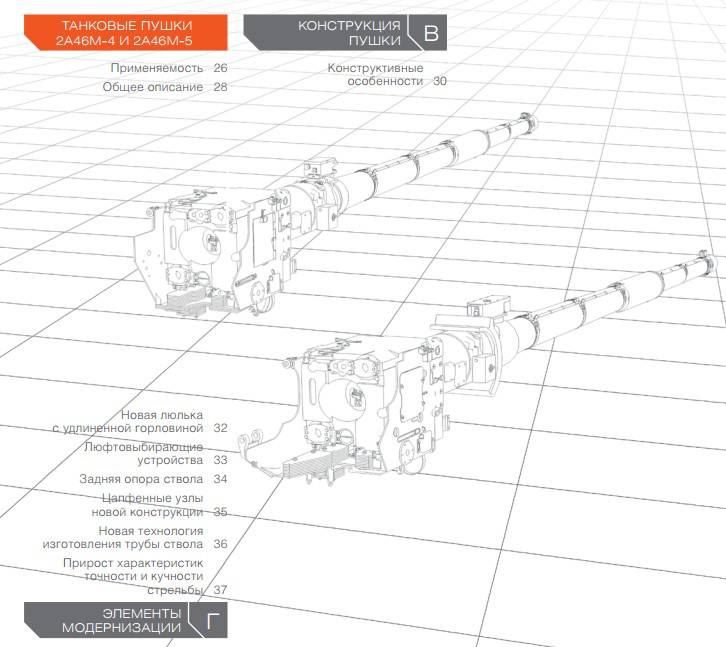 ТАНКОВЫЕ ПУШКИ
2А46М-4 И 2А46М-5
Применяемость 26
Общее описание 28
КОНСТРУКЦИЯ
ПУШКИ
В
Конструктивные
особенности 30
Новая люлька
с удлиненной горловиной 32
Люфтовыбирающие
устройства 33
Задняя опора ствола 34
Цапфенные узлы
новой конструкции 35
Новая технология
изготовления трубы ствола 36
Прирост характеристик
точности и кучности
стрельбы 37
ЭЛЕМЕНТЫ
МОДЕРНИЗАЦИИ
Г